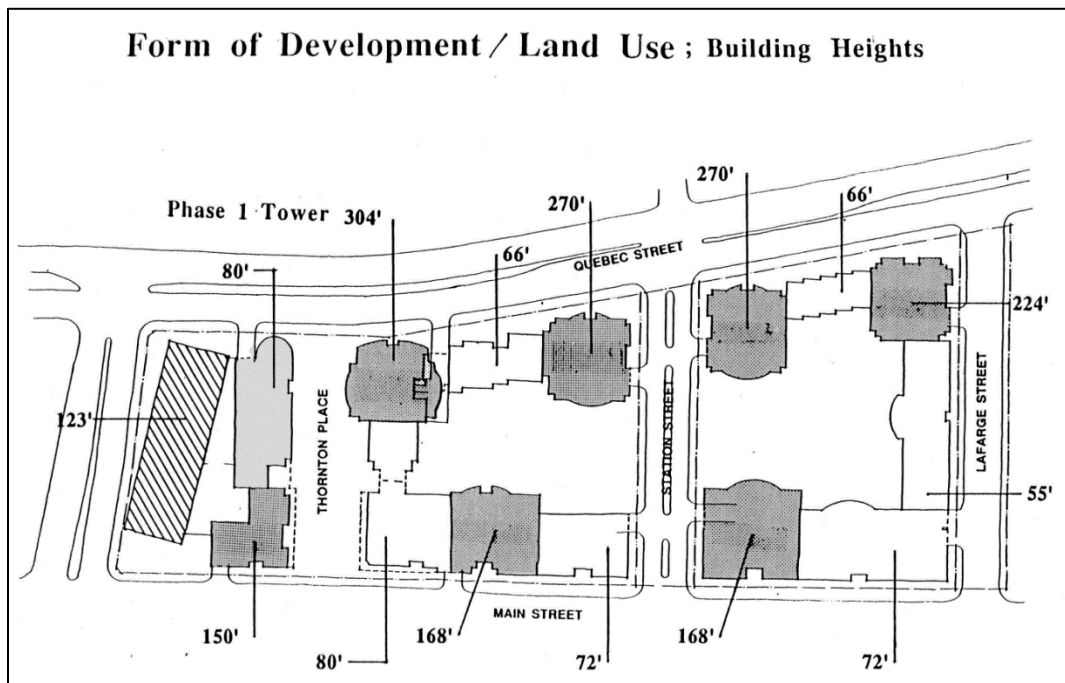 Form of Development / Land Use ; Building Heights
270'
Phase 1 Tower 304'
270'
66'
66'
QUEBEC STREET
80'
224'
123'
THORNTON PLACE
STATION STREET
LAFARGE STREET
55'
MAIN STREET
150'
80'
168'
72'
168'
72'